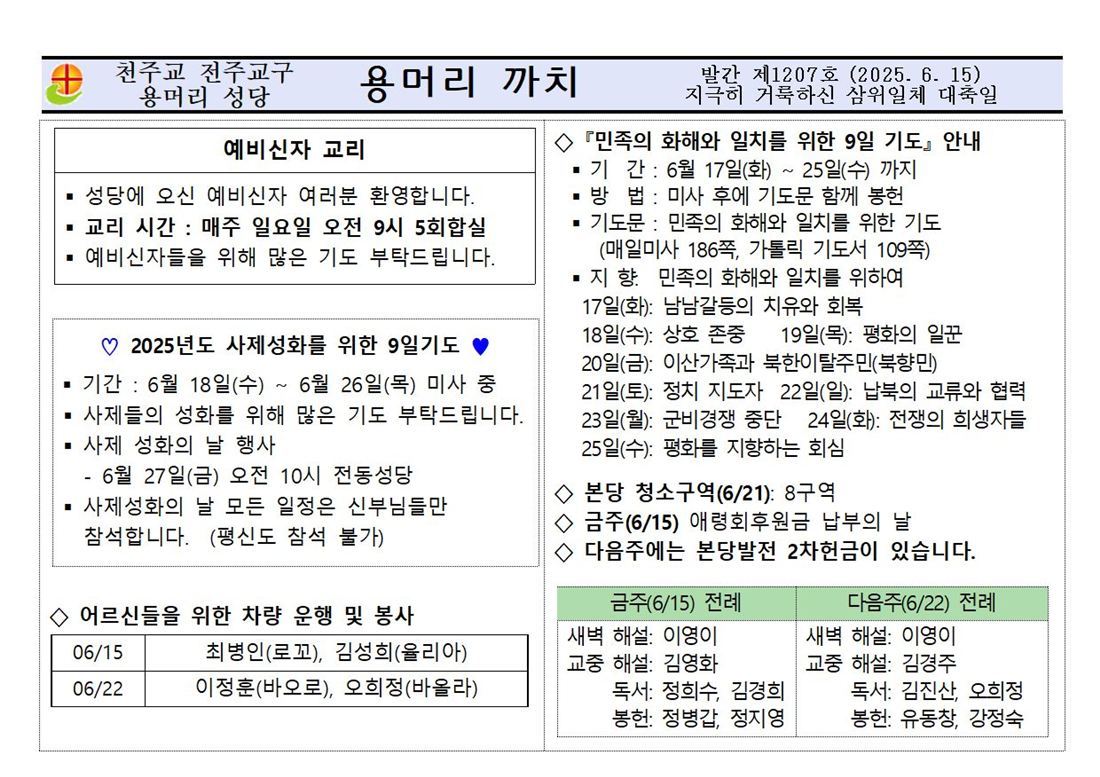 천주교 전주교구
용머리 성당
용머리 까치
발간 제1207호 (2025. 6. 15)
지극히 거룩하신 삼위일체 대축일
예비신자 교리
▪ 성당에 오신 예비신자 여러분 환영합니다.
▪ 교리 시간 : 매주 일요일 오전 9시 5회합실
▪ 예비신자들을 위해 많은 기도 부탁드립니다.
♡ 2025년도 사제성화를 위한 9일기도 ♥
▪ 기간 : 6월 18일(수) ~ 6월 26일(목) 미사 중
▪ 사제들의 성화를 위해 많은 기도 부탁드립니다.
▪ 사제 성화의 날 행사
- 6월 27일(금) 오전 10시 전동성당
▪ 사제성화의 날 모든 일정은 신부님들만
참석합니다. (평신도 참석 불가)
◇ 어르신들을 위한 차량 운행 및 봉사
06/15 최병인(로꼬), 김성희(율리아)
06/22 이정훈(바오로), 오희정(바올라)
◇ 『민족의 화해와 일치를 위한 9일 기도』 안내
▪ 기 간 : 6월 17일(화) ~ 25일(수) 까지
▪ 방 법 : 미사 후에 기도문 함께 봉헌
▪ 기도문 : 민족의 화해와 일치를 위한 기도
(매일미사 186쪽, 가톨릭 기도서 109쪽)
▪ 지 향: 민족의 화해와 일치를 위하여
17일(화): 남남갈등의 치유와 회복
18일(수): 상호 존중 19일(목): 평화의 일꾼
20일(금): 이산가족과 북한이탈주민(북향민)
21일(토): 정치 지도자 22일(일): 납북의 교류와 협력
23일(월): 군비경쟁 중단 24일(화): 전쟁의 희생자들
25일(수): 평화를 지향하는 회심
◇ 본당 청소구역(6/21): 8구역
◇ 금주(6/15) 애령회후원금 납부의 날
◇ 다음주에는 본당발전 2차헌금이 있습니다.
금주(6/15) 전례
새벽 해설: 이영이
교중 해설: 김영화
독서: 정희수, 김경희
봉헌: 정병갑, 정지영
다음주(6/22) 전례
새벽 해설: 이영이
교중 해설: 김경주
독서: 김진산, 오희정
봉헌: 유동창, 강정숙